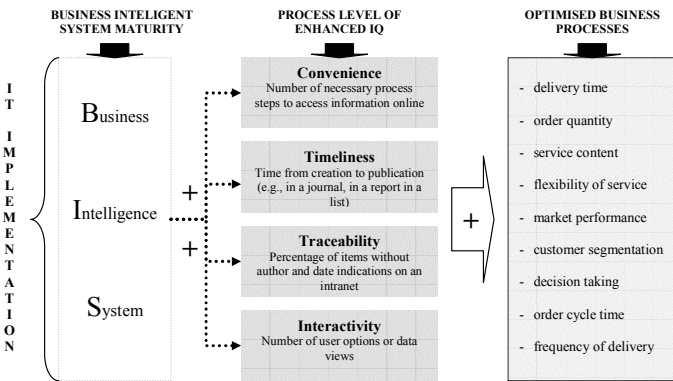 BUSINESS INTELIGENT
SYSTEM MATURITY
PROCESS LEVEL OF
ENHANCED IQ
OPTIMISED BUSINESS
PROCESSES
IT IMPLEMENTATION
Business
Intelligence
System
+
+
Convenience
Number of necessary process
steps to access information online
Timeliness
Time from creation to publication
(e.g., in a journal, in a report in a
list)
Traceability
Percentage of items without
author and date indications on an
intranet
Interactivity
Number of user options or data
views
+
- delivery time
- order quantity
- service content
- flexibility of service
- market performance
- customer segmentation
- decision taking
- order cycle time
- frequency of delivery